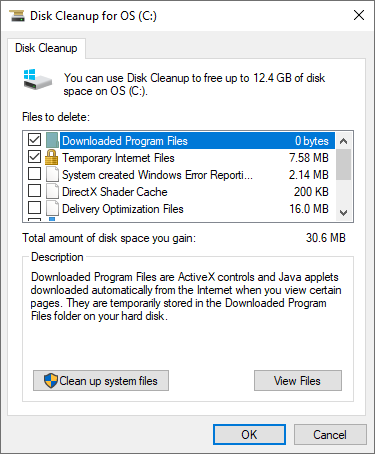 Disk Cleanup for OS (C:)
Disk Cleanup
You can use Disk Cleanup to free up to 12.4 GB of disk
space on OS (C:).
Files to delete:
Downloaded Program Files 0 bytes
Temporary Internet Files 7.58 MB
System created Windows Error Reporti... 2.14 MB
DirectX Shader Cache 200 KB
Delivery Optimization Files 16.0 MB
Total amount of disk space you gain: 30.6 MB
Description
Downloaded Program Files are ActiveX controls and Java applets
downloaded automatically from the Internet when you view certain
pages. They are temporarily stored in the Downloaded Program
Files folder on your hard disk.
Clean up system files View Files
OK Cancel